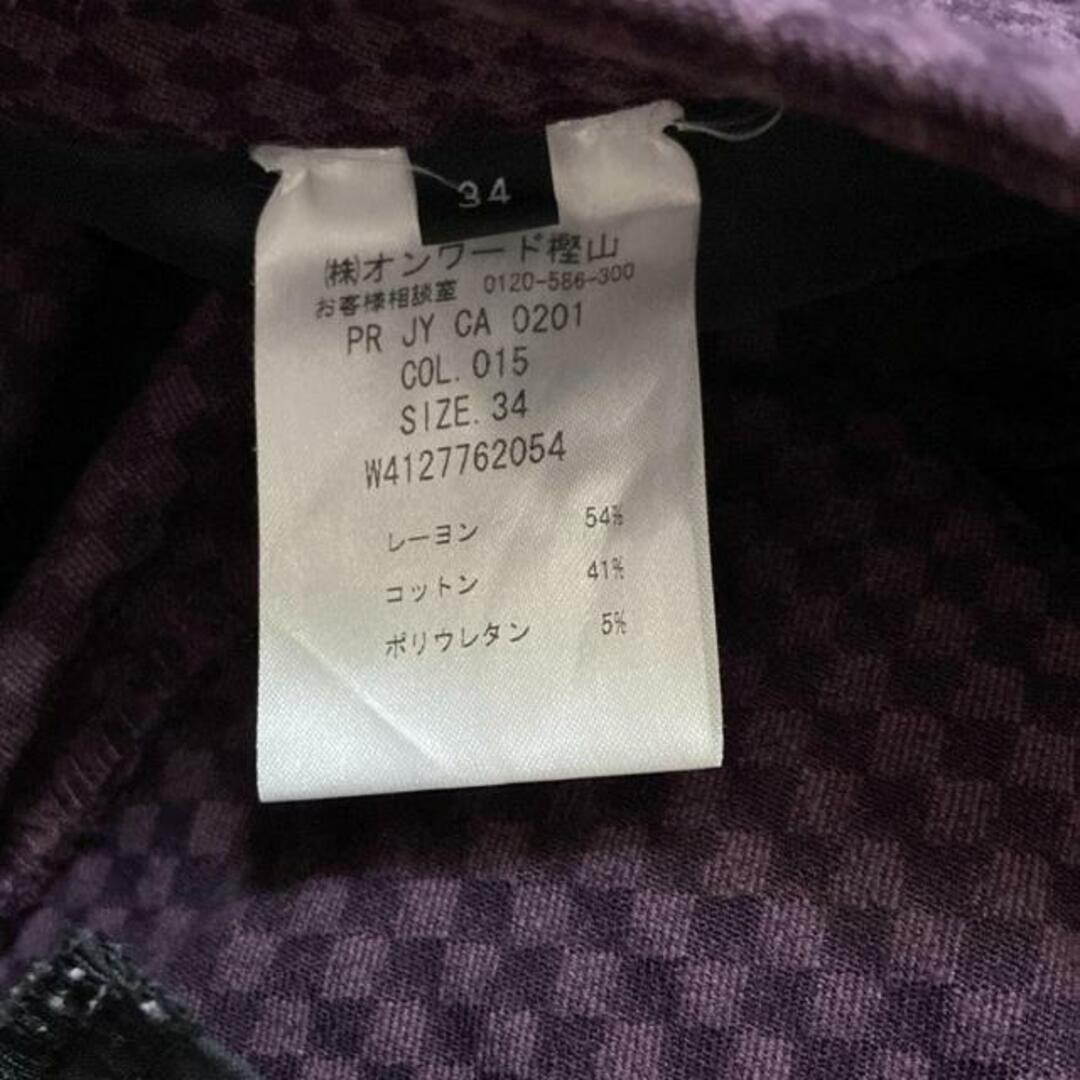 34
㈱オンワード樫山
お客様相談室 0120-586-300
PR JY CA 0201
COL. 015
SIZE. 34
W4127762054
レーヨン 54%
コットン 41%
ポリウレタン 5%